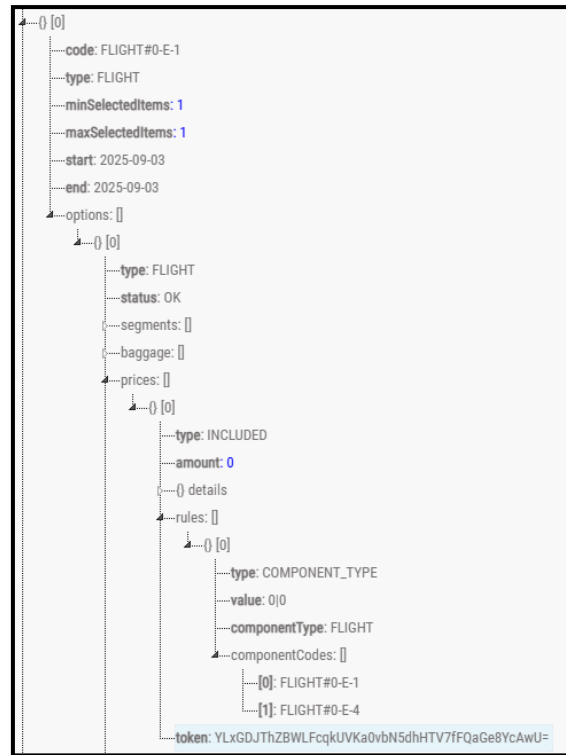 {} [0]
code: FLIGHT#0-E-1
type: FLIGHT
minSelectedItems: 1
maxSelectedItems: 1
start: 2025-09-03
end: 2025-09-03
options: []
{} [0]
type: FLIGHT
status: OK
segments: []
baggage: []
prices: []
{} [0]
type: INCLUDED
amount: 0
{} details
rules: []
{} [0]
type: COMPONENT_TYPE
value: 0|0
componentType: FLIGHT
componentCodes: []
[0]: FLIGHT#0-E-1
[1]: FLIGHT#0-E-4
token: YLxGDJThZBWLFcqkUVKa0vbN5dhHTV7fFQaGe8YcAwU=